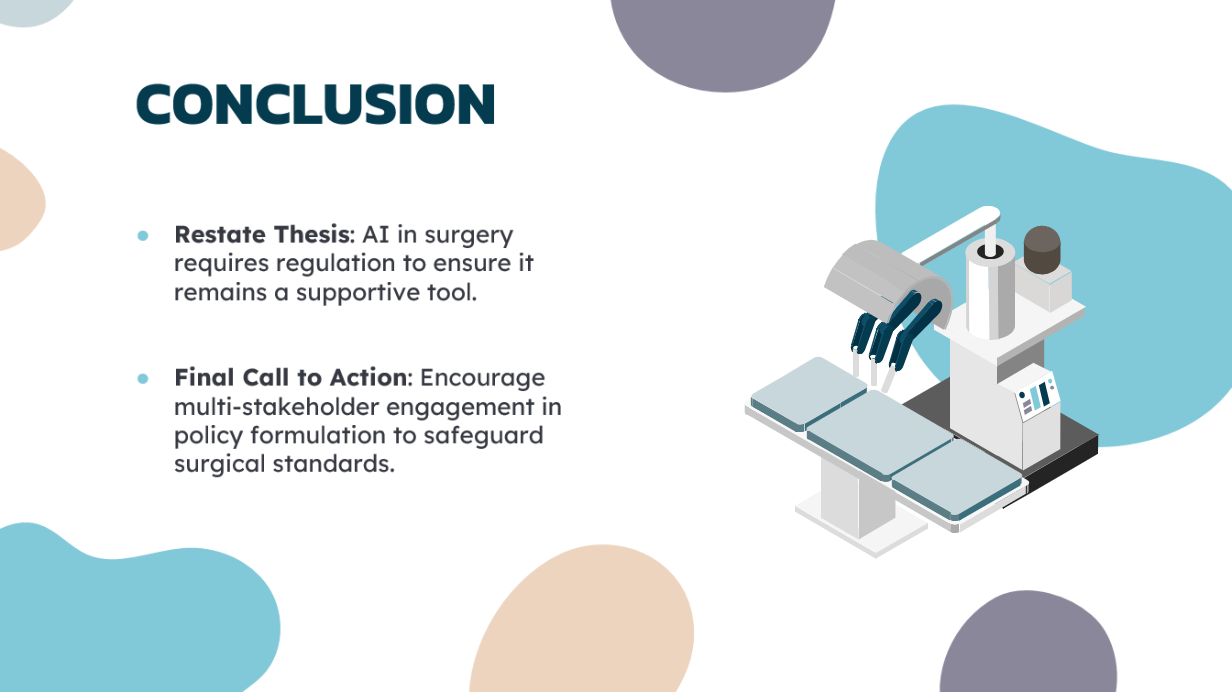 CONCLUSION
● Restate Thesis: AI in surgery
requires regulation to ensure it
remains a supportive tool.
● Final Call to Action: Encourage
multi-stakeholder engagement in
policy formulation to safeguard
surgical standards.